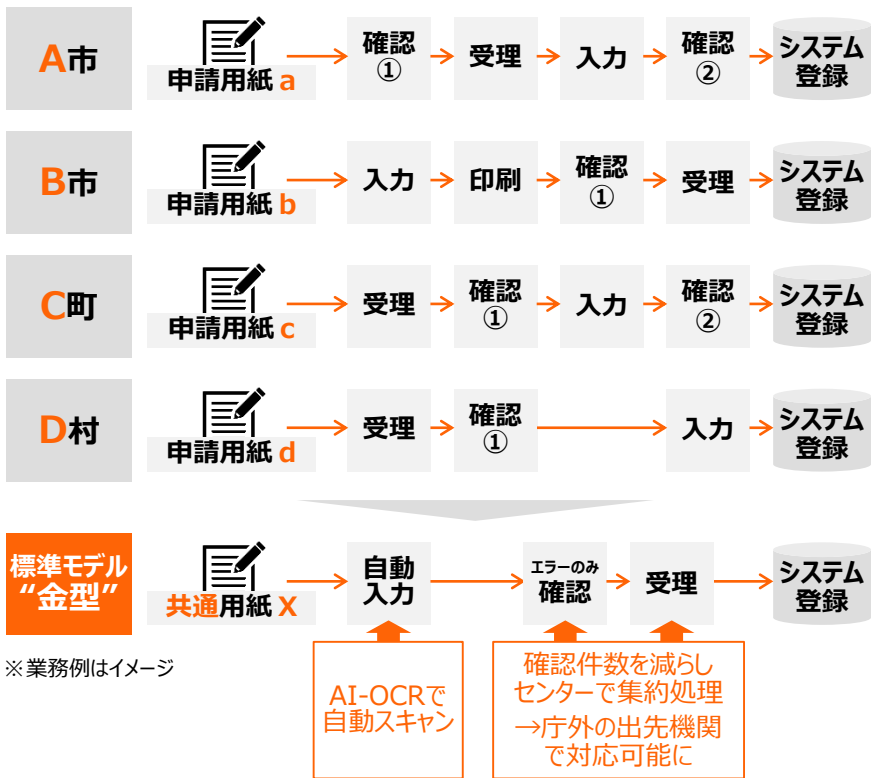 A市
申請用紙 a
確認
①
受理
入力
確認
②
システム
登録
B市
申請用紙 b
入力
印刷
確認
①
受理
システム
登録
C町
申請用紙 c
受理
確認
①
入力
確認
②
システム
登録
D村
申請用紙 d
受理
確認
①
入力
システム
登録
標準モデル
“金型”
共通用紙 X
自動
入力
エラーのみ
確認
受理
システム
登録
※業務例はイメージ
AI-OCRで
自動スキャン
確認件数を減らし
センターで集約処理
→庁外の出先機関
で対応可能に